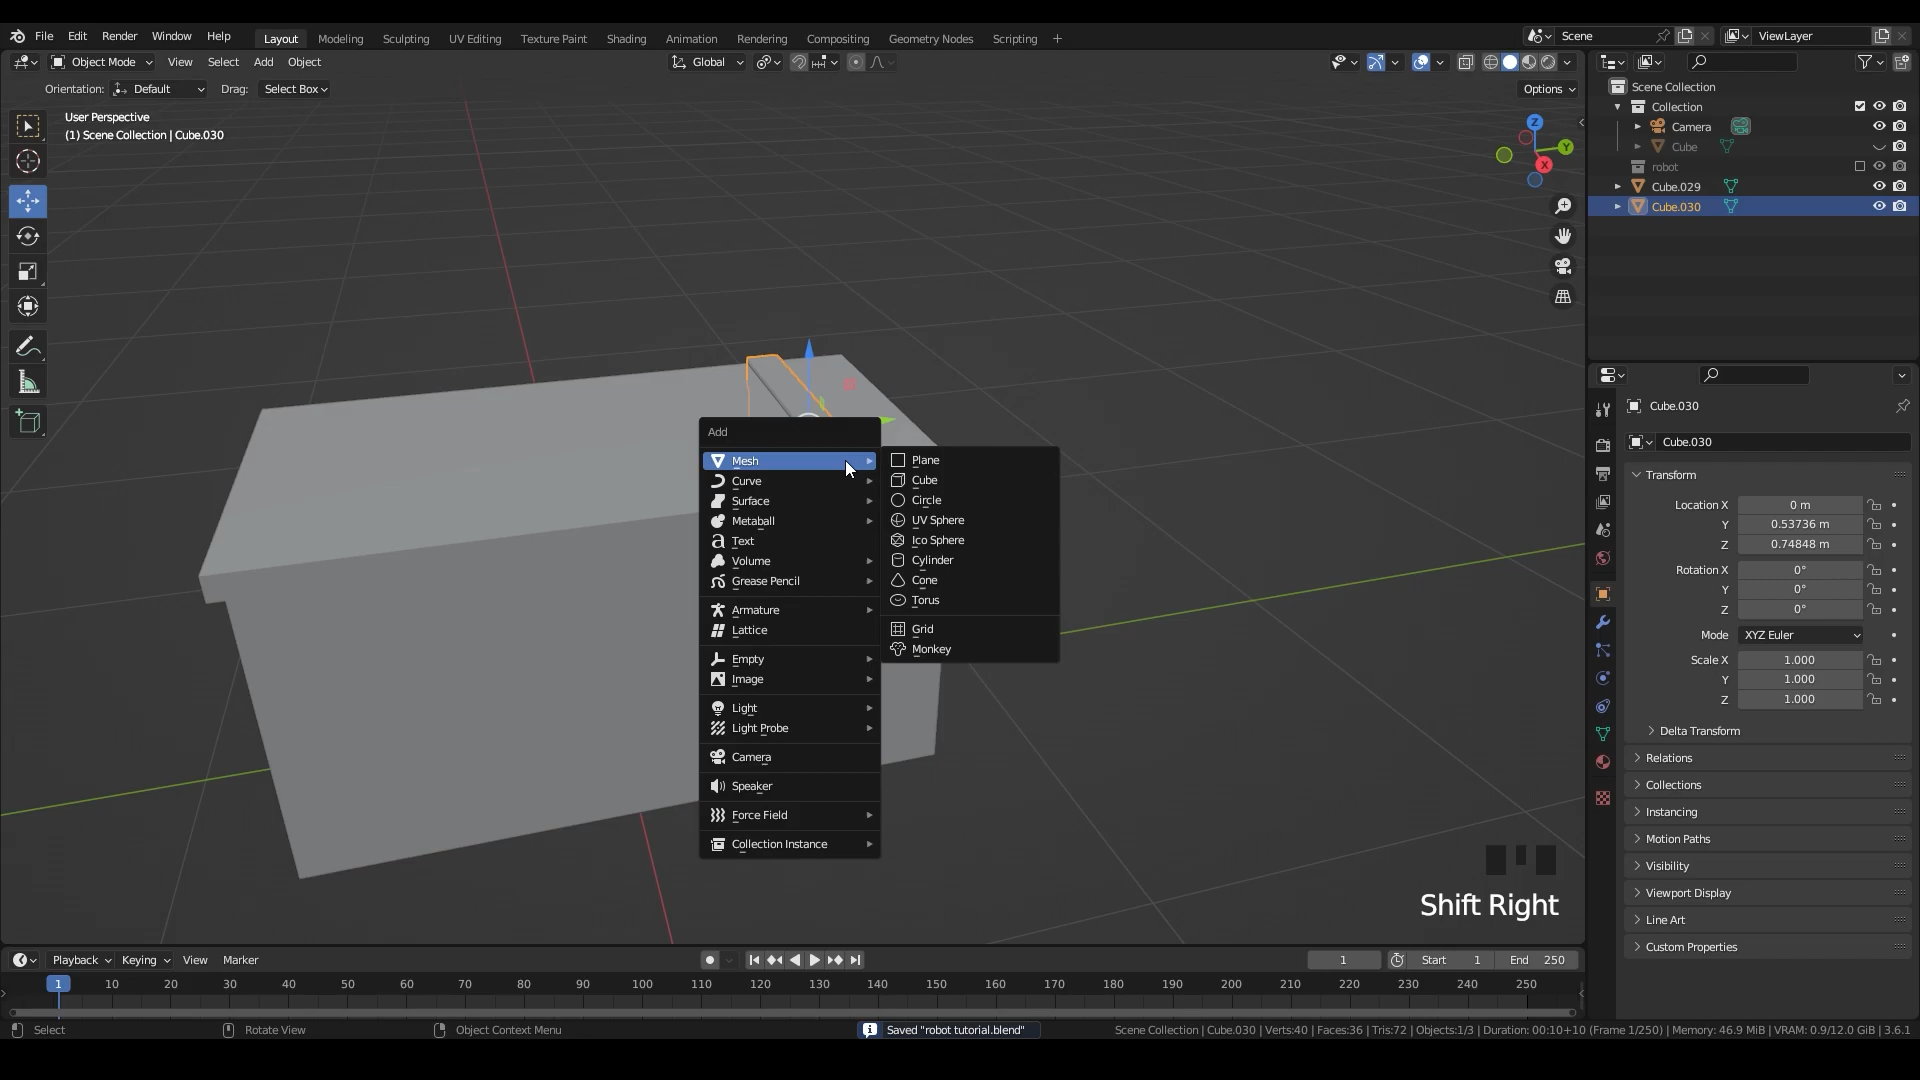 File Edit Render Window Help Layout Modeling Sculpting UV Editing Texture Paint Shading Animation Rendering Compositing Geometry Nodes Scripting + Scene ViewLayer
Object Mode View Select Add Object Global
Orientation: Default Drag: Select Box Options
User Perspective
(1) Scene Collection | Cube.030
Z
Y
X
Add
Mesh
Curve
Surface
Metaball
Text
Volume
Grease Pencil
Armature
Lattice
Empty
Image
Light
Light Probe
Camera
Speaker
Force Field
Collection Instance
Plane
Cube
Circle
UV Sphere
Ico Sphere
Cylinder
Cone
Torus
Grid
Monkey
Shift Right
Scene Collection
Collection
Camera
Cube
robot
Cube.029
Cube.030
Cube.030
Cube.030
Transform
Location X 0 m
Y 0.53736 m
Z 0.74848 m
Rotation X 0°
Y 0°
Z 0°
Mode XYZ Euler
Scale X 1.000
Y 1.000
Z 1.000
Delta Transform
Relations
Collections
Instancing
Motion Paths
Visibility
Viewport Display
Line Art
Custom Properties
Playback Keying View Marker 1 Start 1 End 250
1 10 20 30 40 50 60 70 80 90 100 110 120 130 140 150 160 170 180 190 200 210 220 230 240 250
Select Rotate View Object Context Menu Saved "robot tutorial.blend" Scene Collection | Cube.030 | Verts:40 | Faces:36 | Tris:72 | Objects:1/3 | Duration: 00:10+10 (Frame 1/250) | Memory: 46.9 MiB | VRAM: 0.9/12.0 GiB | 3.6.1